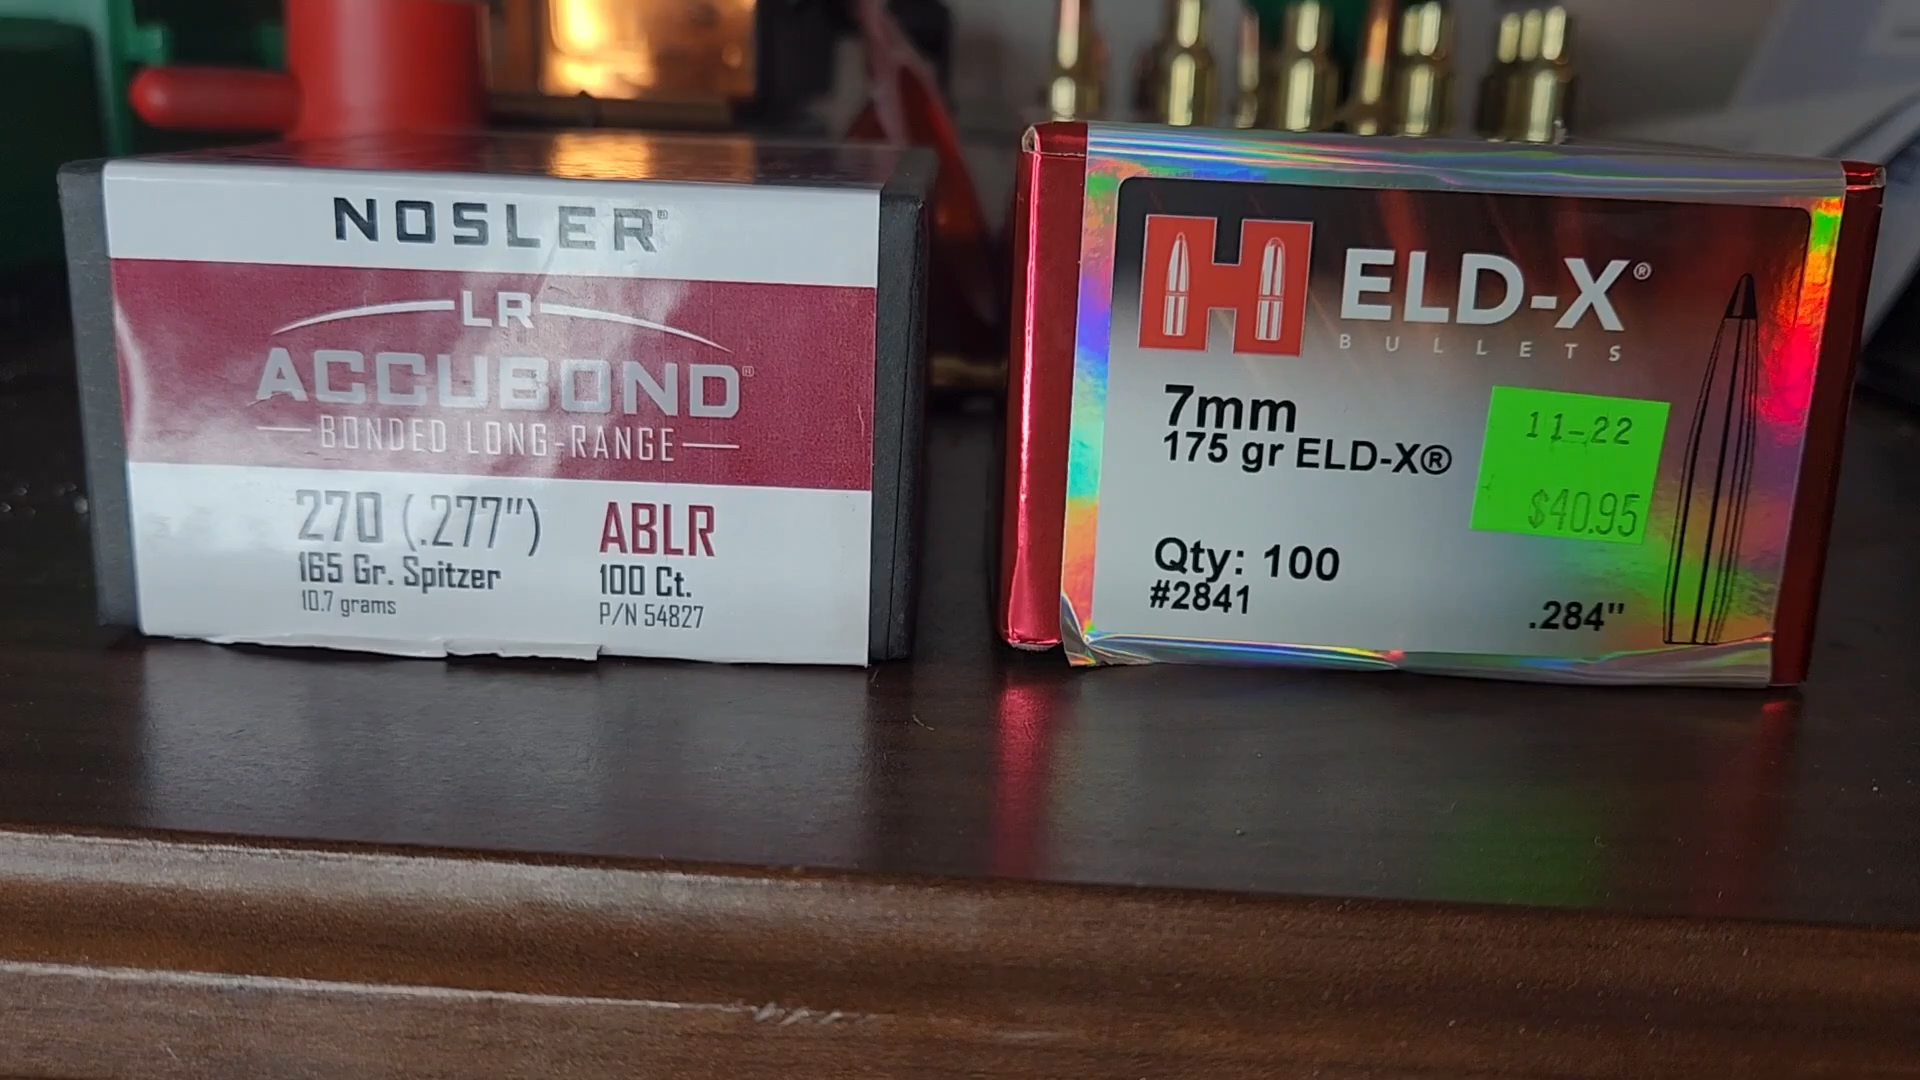 NOSLER®
LR
ACCUBOND®
BONDED LONG-RANGE
270 (.277")
165 Gr. Spitzer
10.7 grams
ABLR
100 Ct.
P/N 54827
H ELD-X®
BULLETS
7mm
175 gr ELD-X®
11-22
$40.95
Qty: 100
#2841
.284"